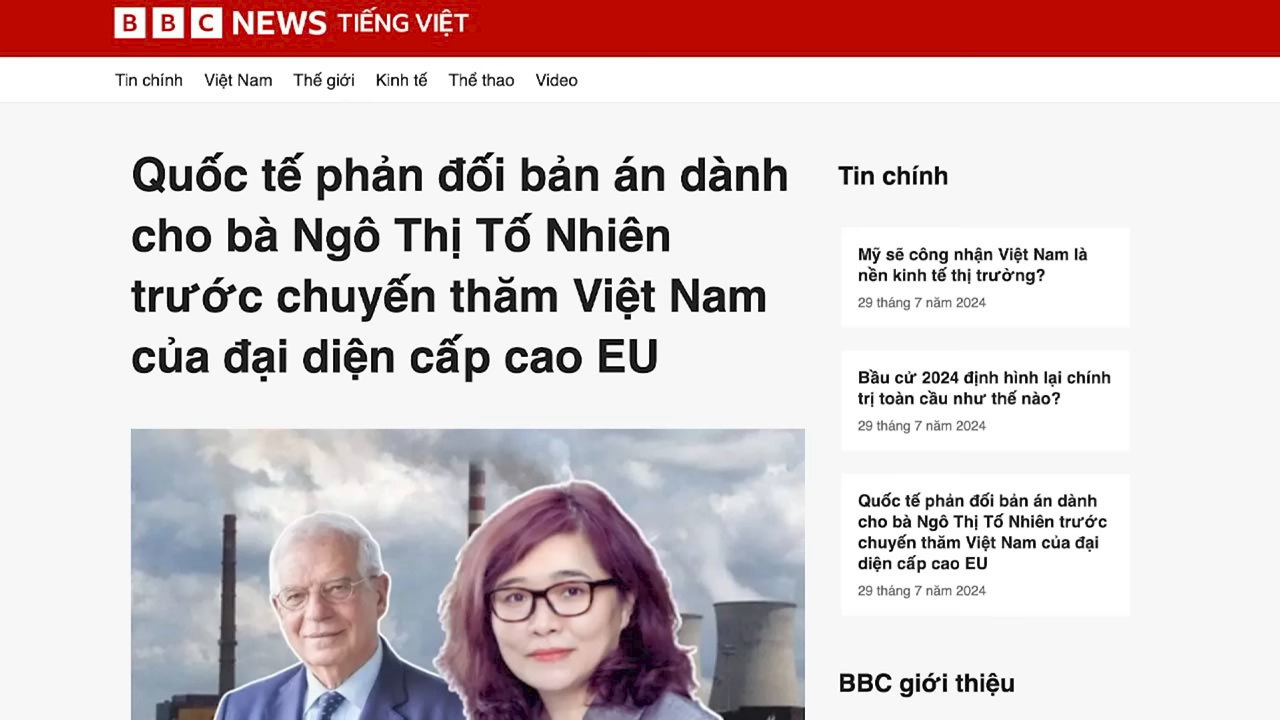 BBC NEWS TIẾNG VIỆT
Tin chính Việt Nam Thế giới Kinh tế Thể thao Video
Quốc tế phản đối bản án dành
cho bà Ngô Thị Tố Nhiên
trước chuyến thăm Việt Nam
của đại diện cấp cao EU
Tin chính
Mỹ sẽ công nhận Việt Nam là
nền kinh tế thị trường?
29 tháng 7 năm 2024
Bầu cử 2024 định hình lại chính
trị toàn cầu như thế nào?
29 tháng 7 năm 2024
Quốc tế phản đối bản án dành
cho bà Ngô Thị Tố Nhiên trước
chuyến thăm Việt Nam của đại
diện cấp cao EU
29 tháng 7 năm 2024
BBC giới thiệu